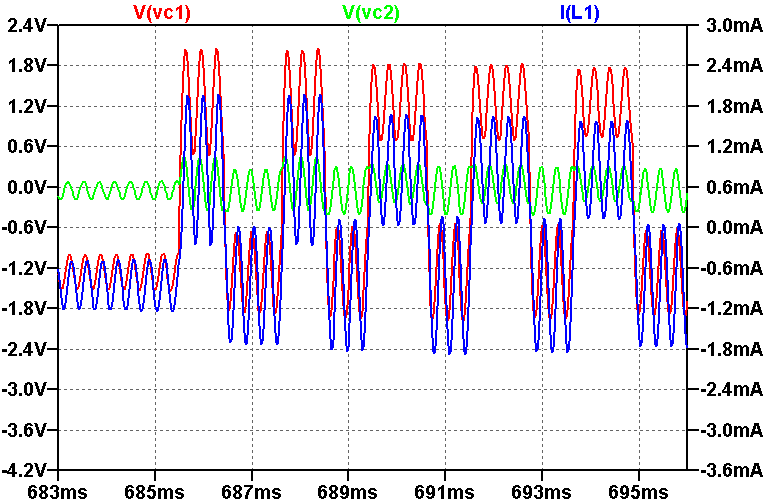 V(vc1) V(vc2) I(L1)
2.4V 3.0mA
1.8V 2.4mA
1.2V 1.8mA
0.6V 1.2mA
0.0V 0.6mA
-0.6V 0.0mA
-1.2V -0.6mA
-1.8V -1.2mA
-2.4V -1.8mA
-3.0V -2.4mA
-3.6V -3.0mA
-4.2V -3.6mA
683ms 685ms 687ms 689ms 691ms 693ms 695ms